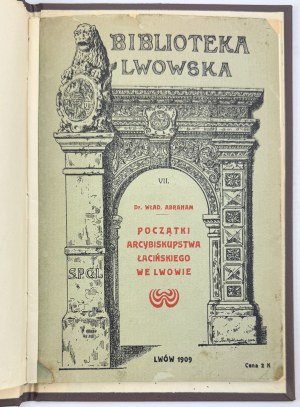 BIBLIOTEKA
LWOWSKA
VII.
Dr. WŁAD. ABRAHAM
POCZĄTKI
ARCYBISKUPSTWA
ŁACIŃSKIEGO
WE LWOWIE
S.P.Q.L.
LWÓW 1909
Cena 2 K